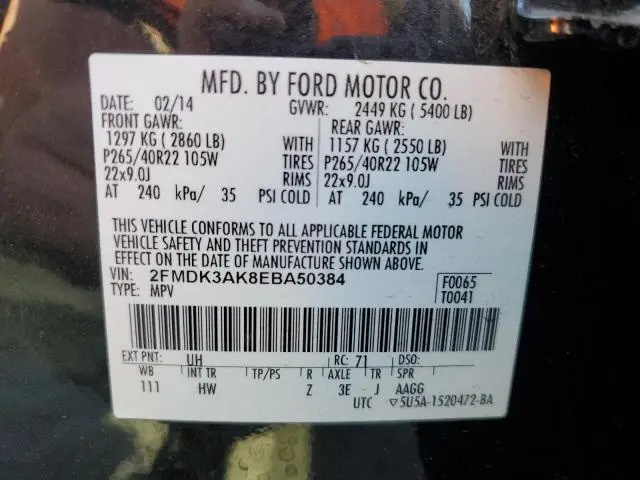 MFD. BY FORD MOTOR CO.
DATE: 02/14 GVWR: 2449 KG ( 5400 LB)
FRONT GAWR: REAR GAWR:
1297 KG ( 2860 LB) WITH 1157 KG ( 2550 LB) WITH
P265/40R22 105W TIRES P265/40R22 105W TIRES
22x9.0J RIMS 22x9.0J RIMS
AT 240 kPa/ 35 PSI COLD AT 240 kPa/ 35 PSI COLD
THIS VEHICLE CONFORMS TO ALL APPLICABLE FEDERAL MOTOR
VEHICLE SAFETY AND THEFT PREVENTION STANDARDS IN
EFFECT ON THE DATE OF MANUFACTURE SHOWN ABOVE.
VIN: 2FMDK3AK8EBA50384 F0065
TYPE: MPV T0041
EXT PNT: UH RC: 71 DSO:
WB INT TR TP/PS R AXLE TR SPR
111 HW Z 3E J AAGG
UTC ▽5U5A-1520472-BA